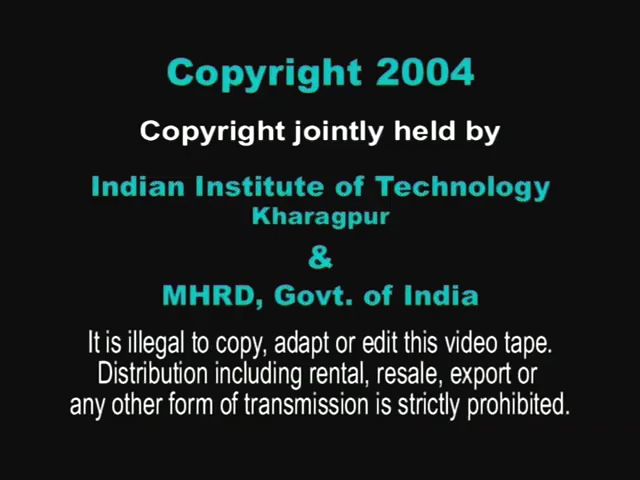 Copyright 2004
Copyright jointly held by
Indian Institute of Technology
Kharagpur
&
MHRD, Govt. of India
It is illegal to copy, adapt or edit this video tape.
Distribution including rental, resale, export or
any other form of transmission is strictly prohibited.